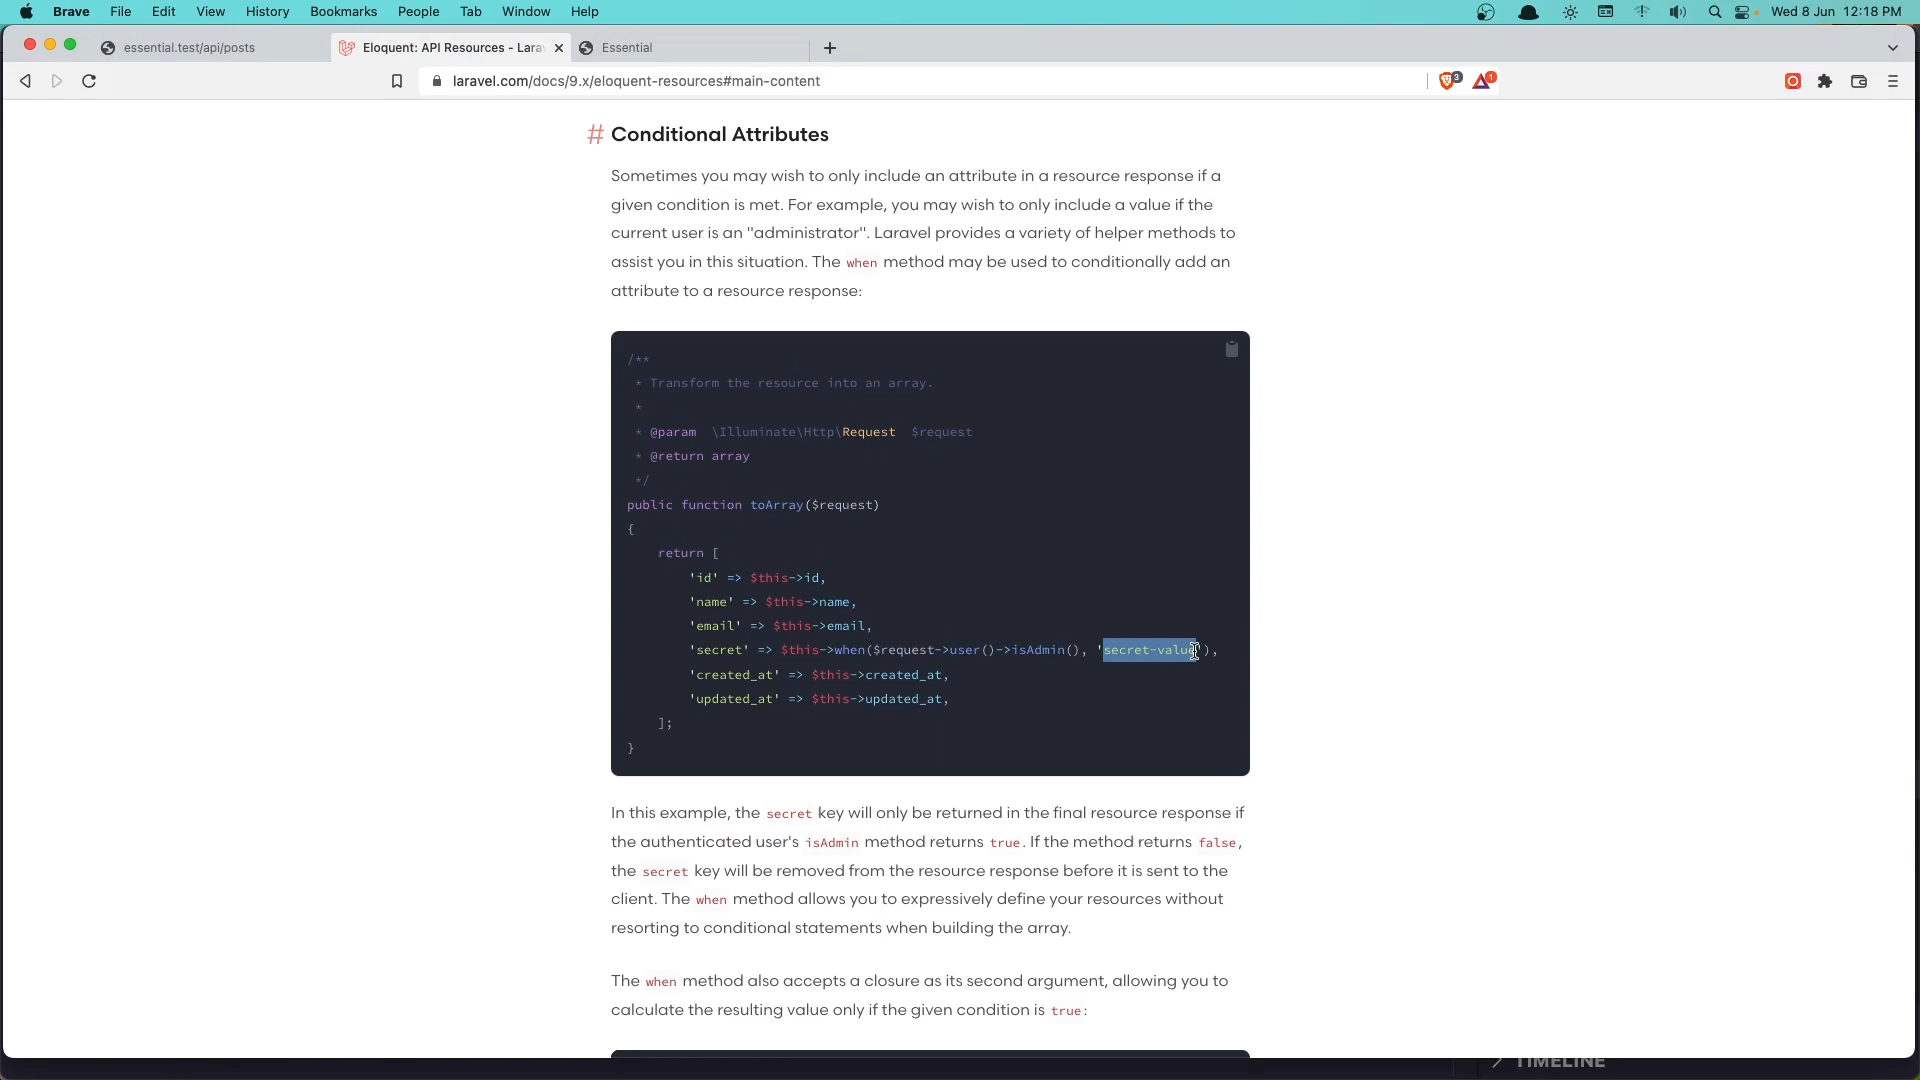 Brave File Edit View History Bookmarks People Tab Window Help Wed 8 Jun 12:18 PM
essential.test/api/posts Eloquent: API Resources - Lara Essential
laravel.com/docs/9.x/eloquent-resources#main-content 3 1
# Conditional Attributes
Sometimes you may wish to only include an attribute in a resource response if a
given condition is met. For example, you may wish to only include a value if the
current user is an "administrator". Laravel provides a variety of helper methods to
assist you in this situation. The when method may be used to conditionally add an
attribute to a resource response:
/**
* Transform the resource into an array.
*
* @param \Illuminate\Http\Request $request
* @return array
*/
public function toArray($request)
{
return [
'id' => $this->id,
'name' => $this->name,
'email' => $this->email,
'secret' => $this->when($request->user()->isAdmin(), 'secret-value'),
'created_at' => $this->created_at,
'updated_at' => $this->updated_at,
];
}
In this example, the secret key will only be returned in the final resource response if
the authenticated user's isAdmin method returns true. If the method returns false,
the secret key will be removed from the resource response before it is sent to the
client. The when method allows you to expressively define your resources without
resorting to conditional statements when building the array.
The when method also accepts a closure as its second argument, allowing you to
calculate the resulting value only if the given condition is true:
TIMELINE